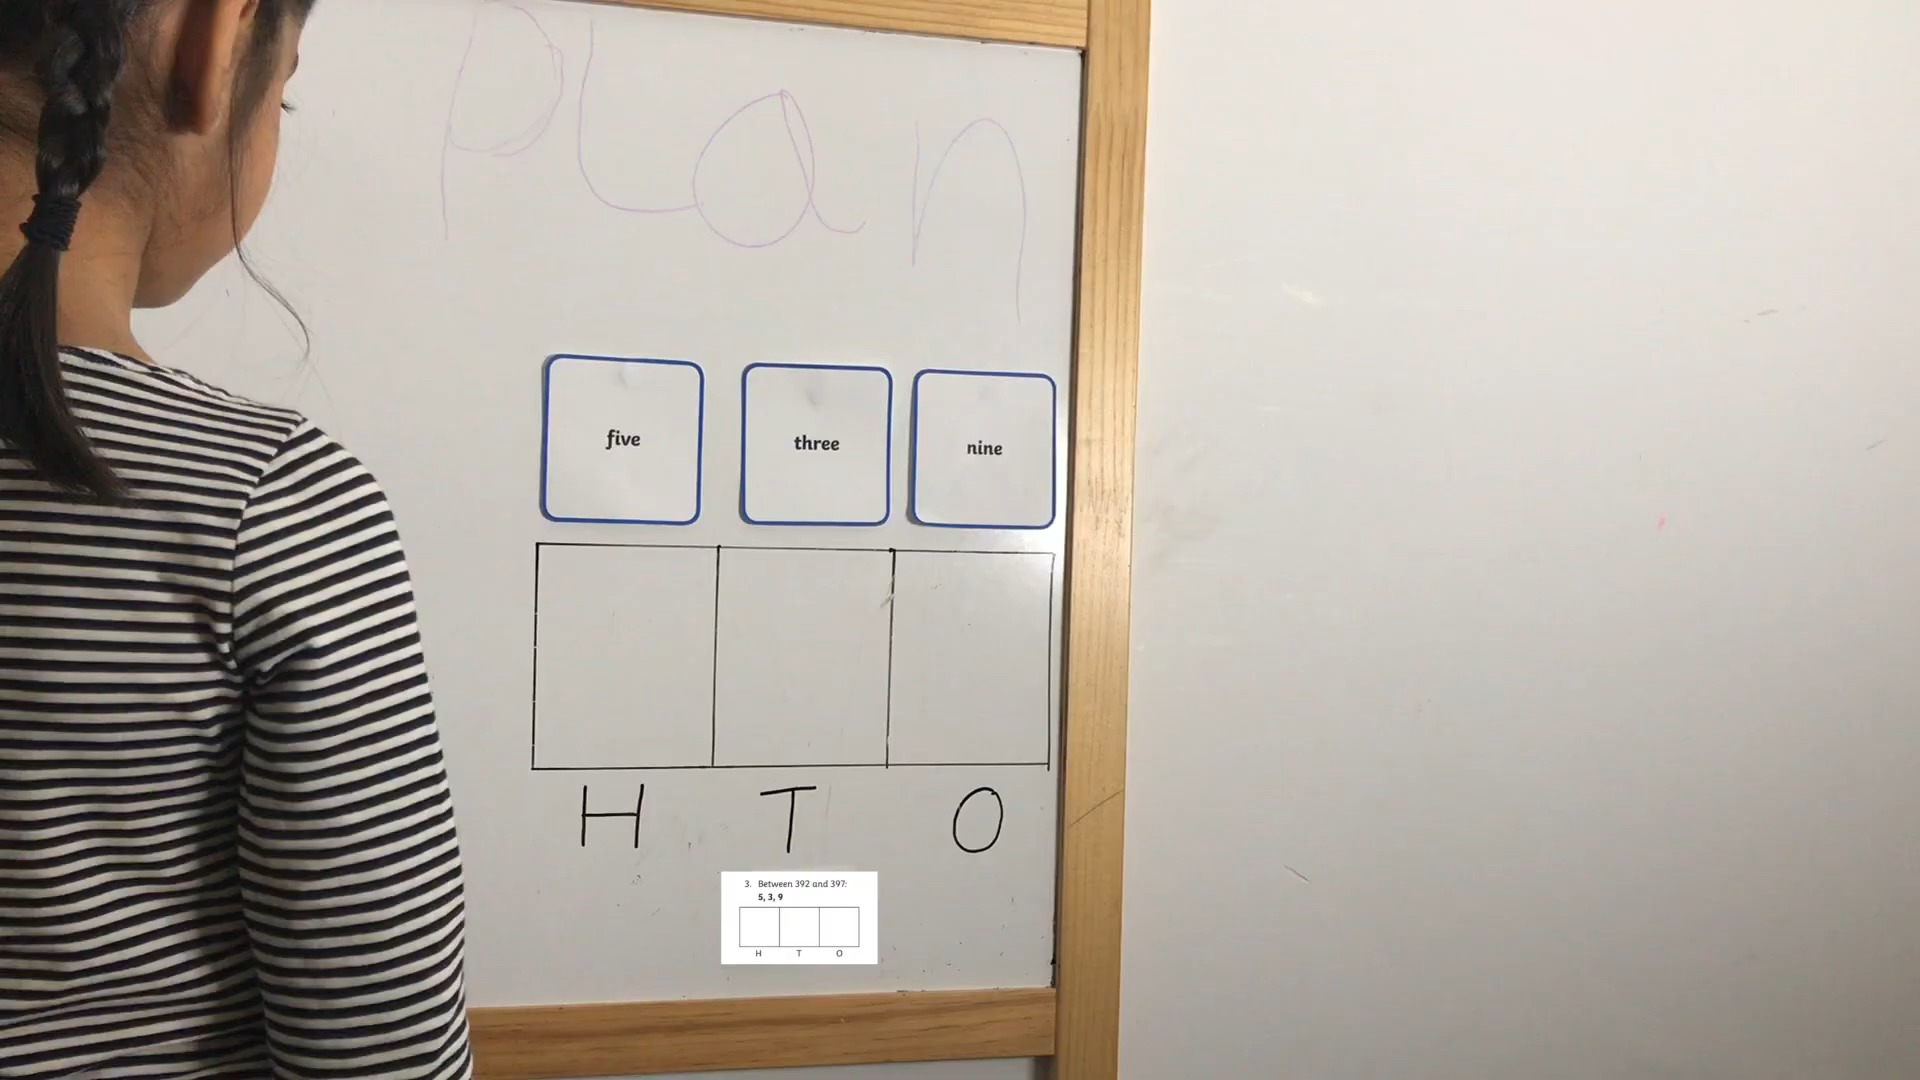 Plan
five three nine
H T O
3. Between 392 and 397:
5, 3, 9
H T O